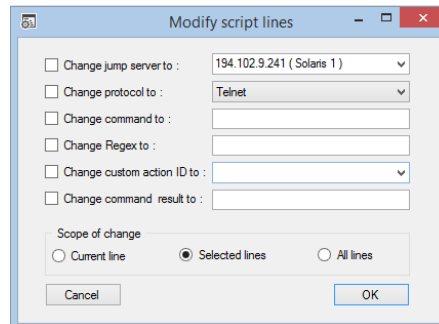 Modify script lines
Change jump server to :
194.102.9.241 ( Solaris 1 )
Change protocol to :
Telnet
Change command to :
Change Regex to :
Change custom action ID to :
Change command result to :
Scope of change
Current line
Selected lines
All lines
Cancel
OK